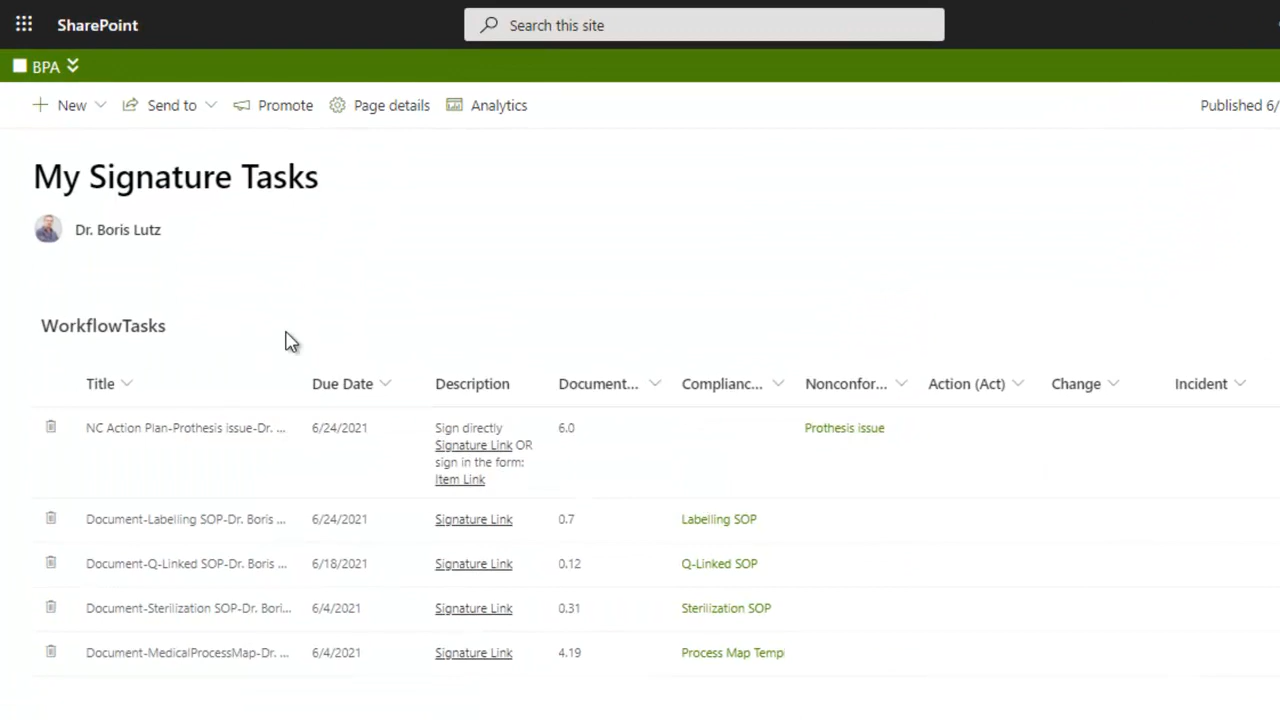 SharePoint
Search this site
BPA
New
Send to
Promote
Page details
Analytics
Published 6/
My Signature Tasks
Dr. Boris Lutz
WorkflowTasks
Title
Due Date
Description
Document...
Complianc...
Nonconfor...
Action (Act)
Change
Incident
NC Action Plan-Prothesis issue-Dr. ...
6/24/2021
Sign directly
Signature Link OR
sign in the form:
Item Link
6.0
Prothesis issue
Document-Labelling SOP-Dr. Boris ...
6/24/2021
Signature Link
0.7
Labelling SOP
Document-Q-Linked SOP-Dr. Boris ...
6/18/2021
Signature Link
0.12
Q-Linked SOP
Document-Sterilization SOP-Dr. Bori...
6/4/2021
Signature Link
0.31
Sterilization SOP
Document-MedicalProcessMap-Dr. ...
6/4/2021
Signature Link
4.19
Process Map Templ